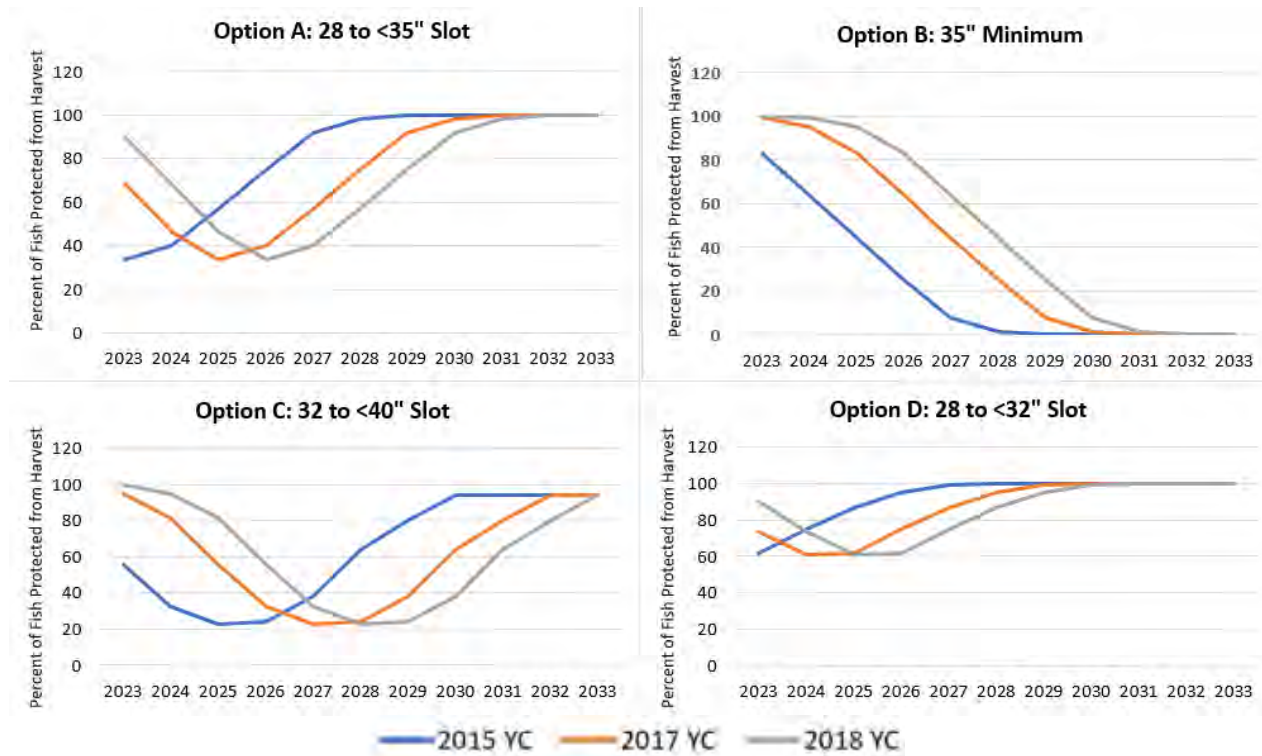 Option A: 28 to <35" Slot
Percent of Fish Protected from Harvest
120
100
80
60
40
20
0
2023 2024 2025 2026 2027 2028 2029 2030 2031 2032 2033
Option B: 35" Minimum
Percent of Fish Protected from Harvest
120
100
80
60
40
20
0
2023 2024 2025 2026 2027 2028 2029 2030 2031 2032 2033
Option C: 32 to <40" Slot
Percent of Fish Protected from Harvest
120
100
80
60
40
20
0
2023 2024 2025 2026 2027 2028 2029 2030 2031 2032 2033
Option D: 28 to <32" Slot
Percent of Fish Protected from Harvest
120
100
80
60
40
20
0
2023 2024 2025 2026 2027 2028 2029 2030 2031 2032 2033
2015 YC 2017 YC 2018 YC